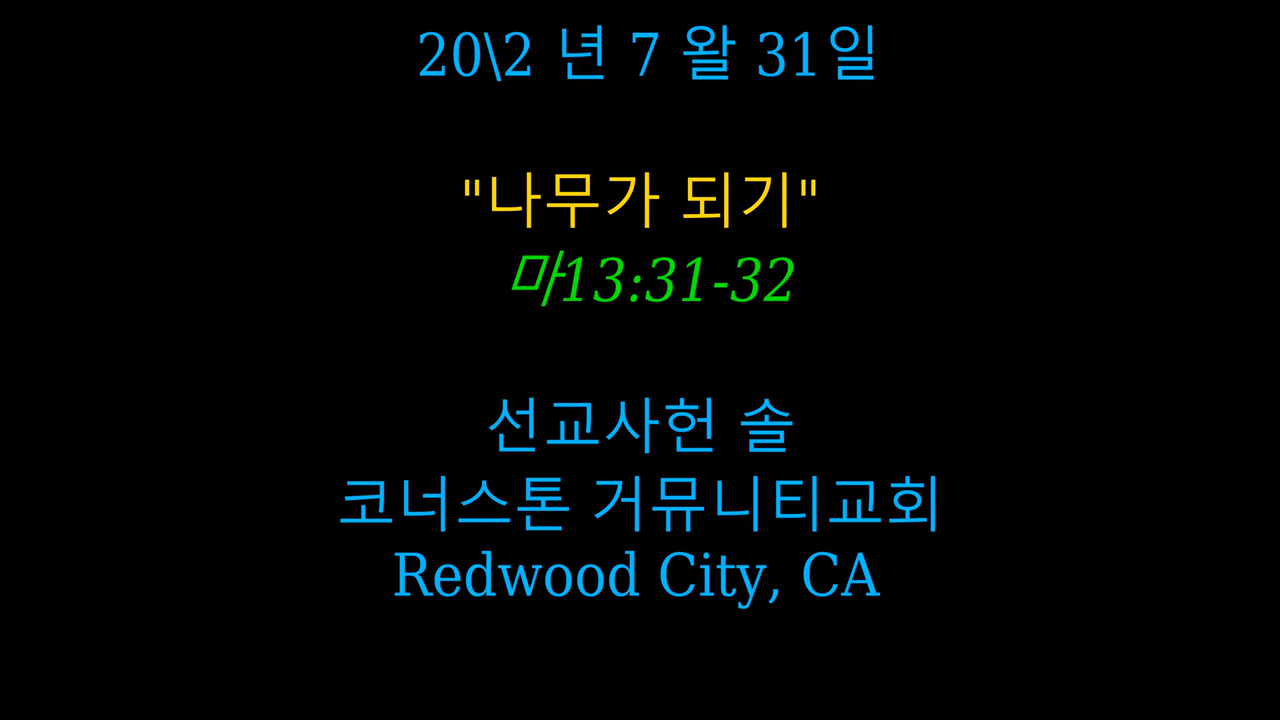 20\2 년 7 왈 31일
"나무가 되기"
마13:31-32
선교사헌 솔
코너스톤 거뮤니티교회
Redwood City, CA